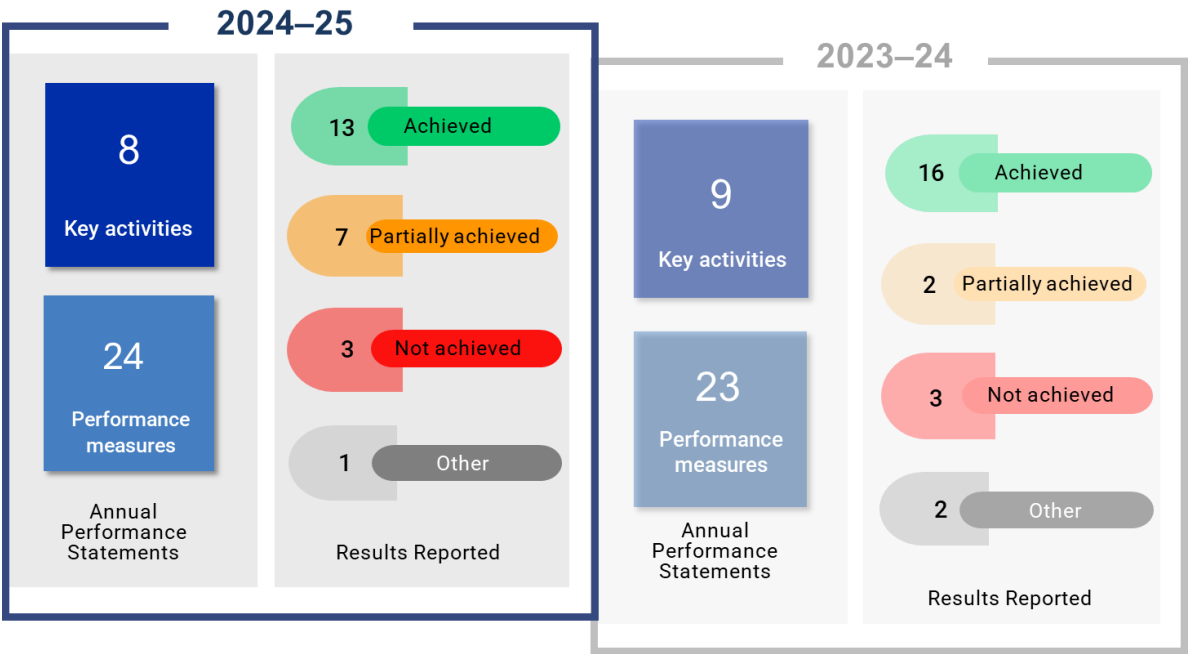 2024–25
8
Key activities
24
Performance
measures
Annual
Performance
Statements
13 Achieved
7 Partially achieved
3 Not achieved
1 Other
Results Reported
2023–24
9
Key activities
23
Performance
measures
Annual
Performance
Statements
16 Achieved
2 Partially achieved
3 Not achieved
2 Other
Results Reported